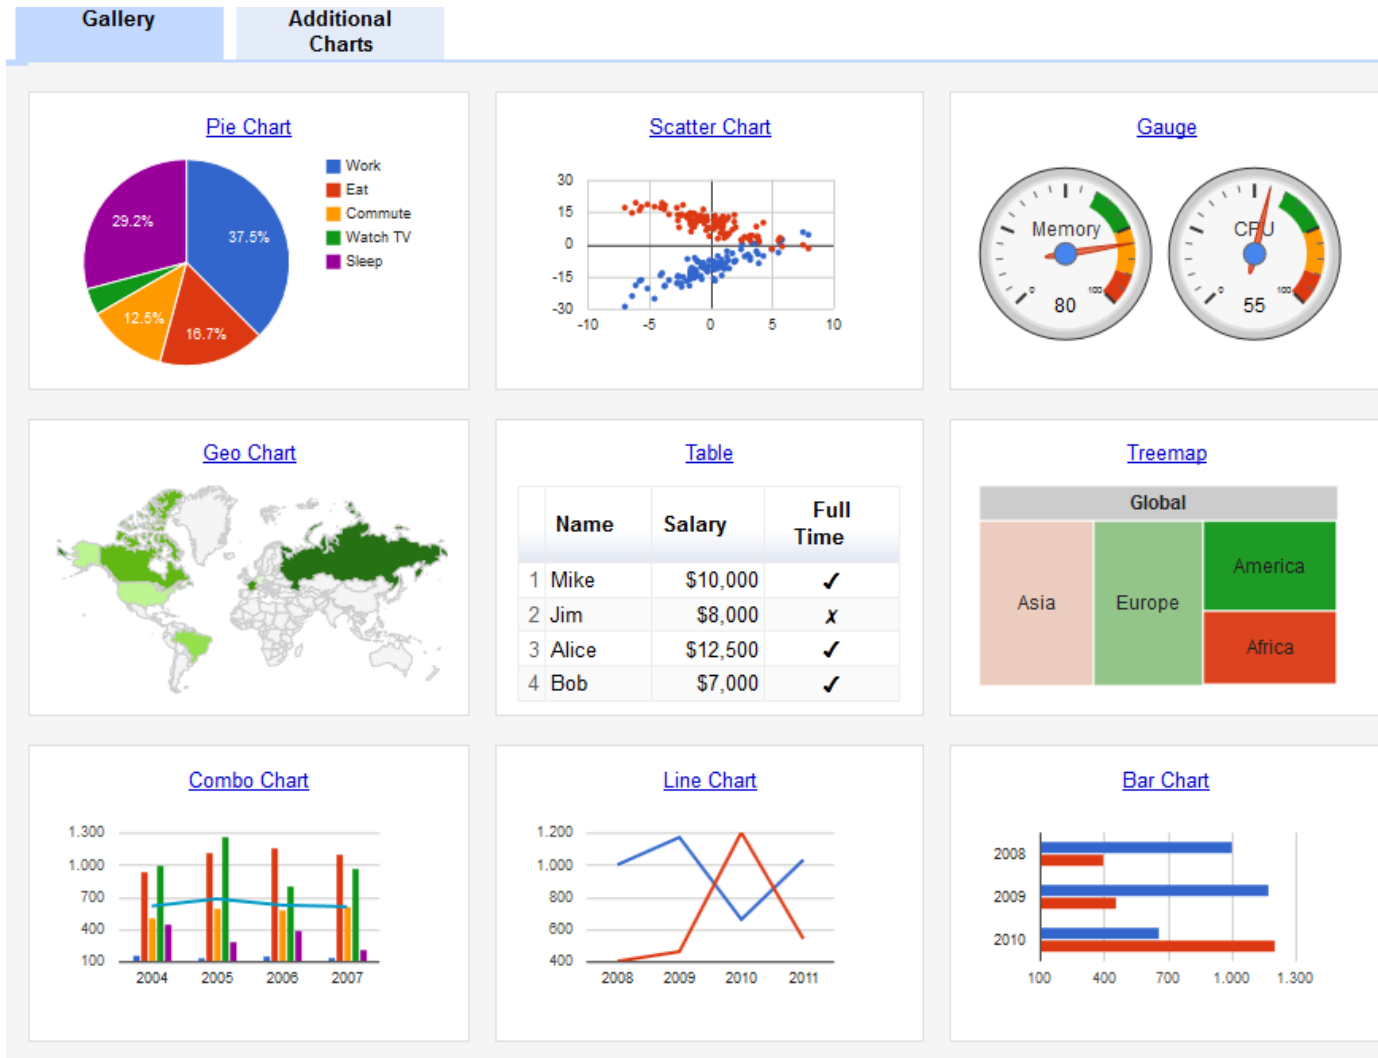 Gallery
Additional
Charts
Pie Chart
Work
Eat
Commute
Watch TV
Sleep
29.2%
37.5%
12.5%
16.7%
Scatter Chart
30
15
0
-15
-30
-10 -5 0 5 10
Gauge
Memory
0 100
80
CPU
0 100
55
Geo Chart
Table
Name Salary Full Time
1 Mike $10,000 ✓
2 Jim $8,000 ✗
3 Alice $12,500 ✓
4 Bob $7,000 ✓
Treemap
Global
Asia
Europe
America
Africa
Combo Chart
1.300
1.000
700
400
100
2004 2005 2006 2007
Line Chart
1.200
1.000
800
600
400
2008 2009 2010 2011
Bar Chart
2008
2009
2010
100 400 700 1.000 1.300